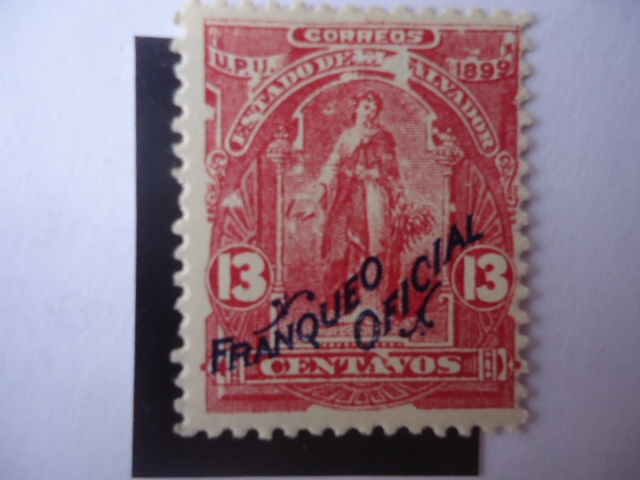 CORREOS
U.P.U. 1899
ESTADO DE EL SALVADOR
13 13
FRANQUEO
OFICIAL
CENTAVOS